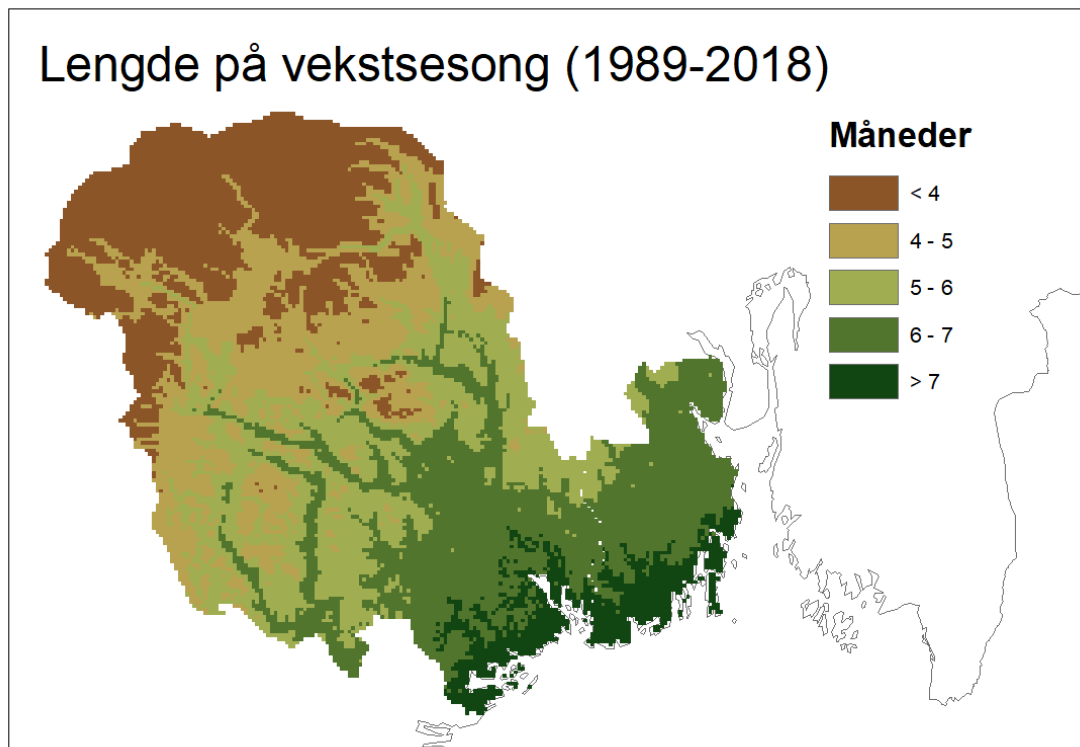 Lengde på vekstsesong (1989-2018)
Måneder
< 4
4 - 5
5 - 6
6 - 7
> 7